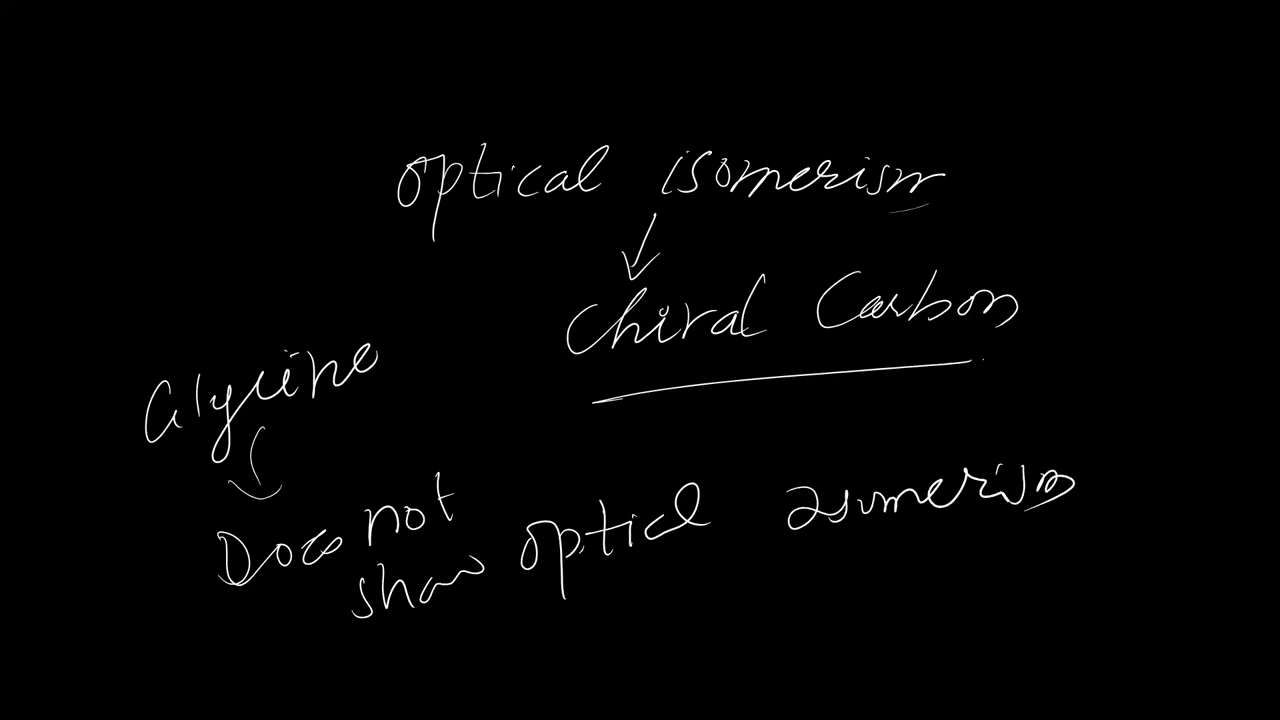 optical isomerism
Chiral Carbon
Glycine
Does not
show optical isomerism